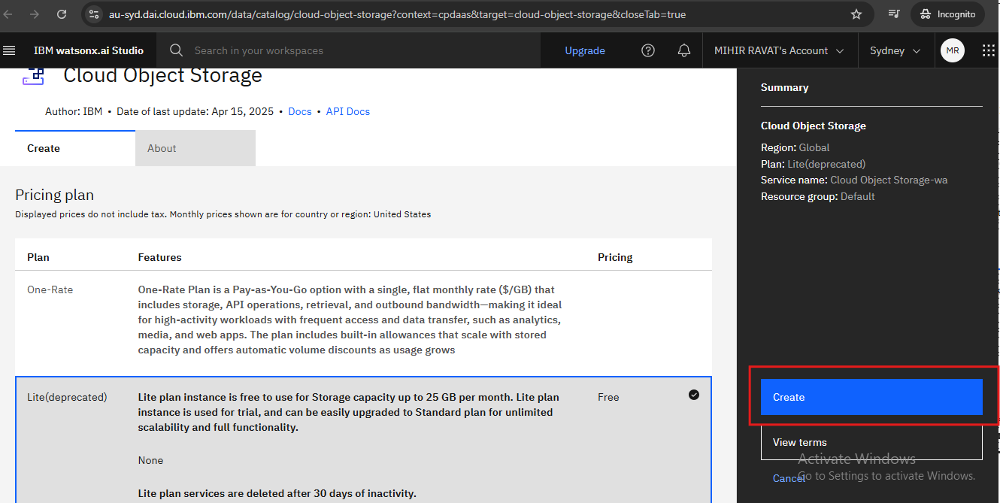 au-syd.dai.cloud.ibm.com/data/catalog/cloud-object-storage?context=cpdaas&target=cloud-object-storage&closeTab=true
Incognito
IBM watsonx.ai Studio
Search in your workspaces
Upgrade
MIHIR RAVAT's Account
Sydney
MR
Cloud Object Storage
Author: IBM • Date of last update: Apr 15, 2025 • Docs • API Docs
Create
About
Pricing plan
Displayed prices do not include tax. Monthly prices shown are for country or region: United States
Plan
Features
Pricing
One-Rate
One-Rate Plan is a Pay-as-You-Go option with a single, flat monthly rate ($/GB) that
includes storage, API operations, retrieval, and outbound bandwidth—making it ideal
for high-activity workloads with frequent access and data transfer, such as analytics,
media, and web apps. The plan includes built-in allowances that scale with stored
capacity and offers automatic volume discounts as usage grows
Lite(deprecated)
Lite plan instance is free to use for Storage capacity up to 25 GB per month. Lite plan
instance is used for trial, and can be easily upgraded to Standard plan for unlimited
scalability and full functionality.
Free
None
Lite plan services are deleted after 30 days of inactivity.
Summary
Cloud Object Storage
Region: Global
Plan: Lite(deprecated)
Service name: Cloud Object Storage-wa
Resource group: Default
Create
View terms
Cancel
Activate Windows
Go to Settings to activate Windows.